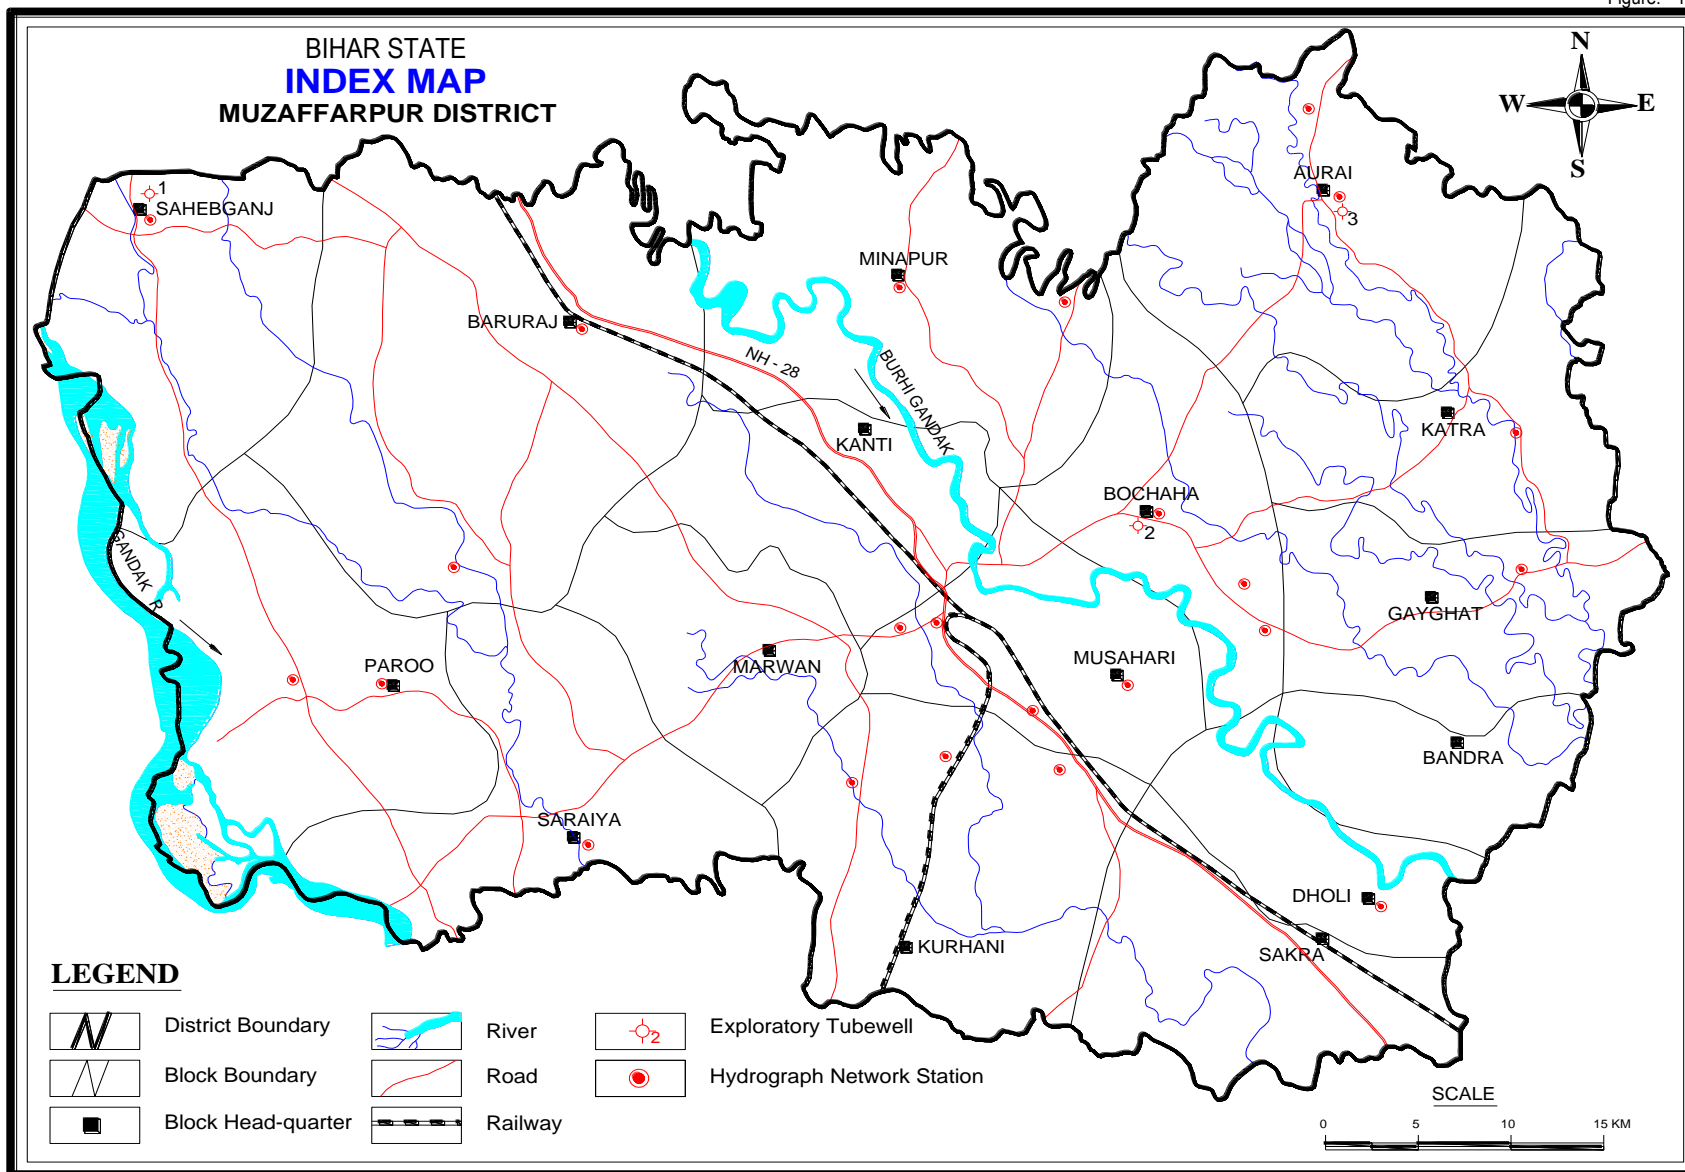 Figure. 1
BIHAR STATE
INDEX MAP
MUZAFFARPUR DISTRICT
N
W E
S
1
SAHEBGANJ
AURAI
3
MINAPUR
BARURAJ
NH - 28
BURHI GANDAK
KANTI
KATRA
BOCHAHA
2
GANDAK R
GAYGHAT
PAROO
MARWAN
MUSAHARI
BANDRA
SARAIYA
DHOLI
KURHANI
SAKRA
LEGEND
District Boundary
River
2
Exploratory Tubewell
Block Boundary
Road
Hydrograph Network Station
Block Head-quarter
Railway
SCALE
0 5 10 15 KM